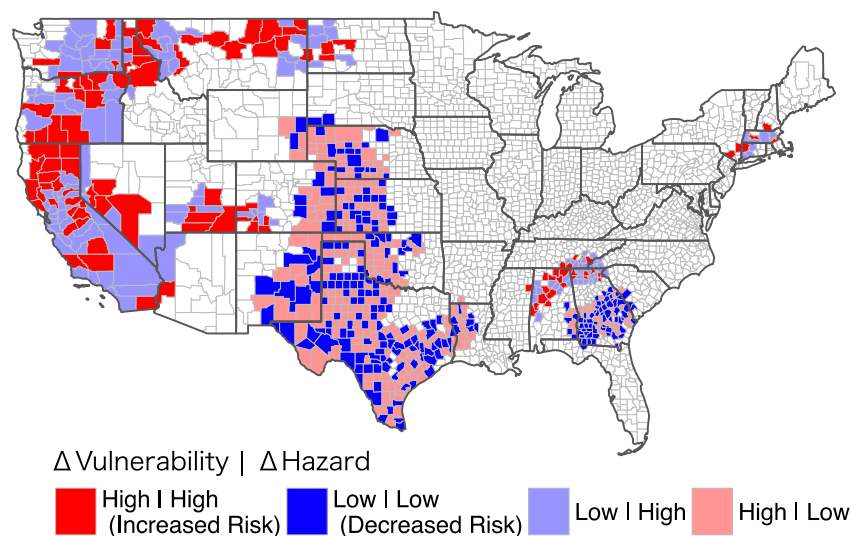 Δ Vulnerability | Δ Hazard
High | High
(Increased Risk)
Low | Low
(Decreased Risk)
Low | High
High | Low